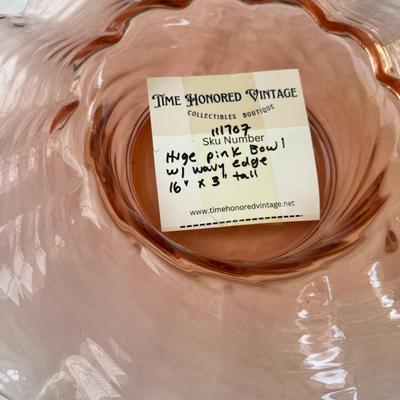 TIME HONORED VINTAGE
COLLECTIBLES BOUTIQUE
111707
Sku Number
Huge pink Bowl
w/ wavy edge
16" x 3" tall
www.timehonoredvintage.net